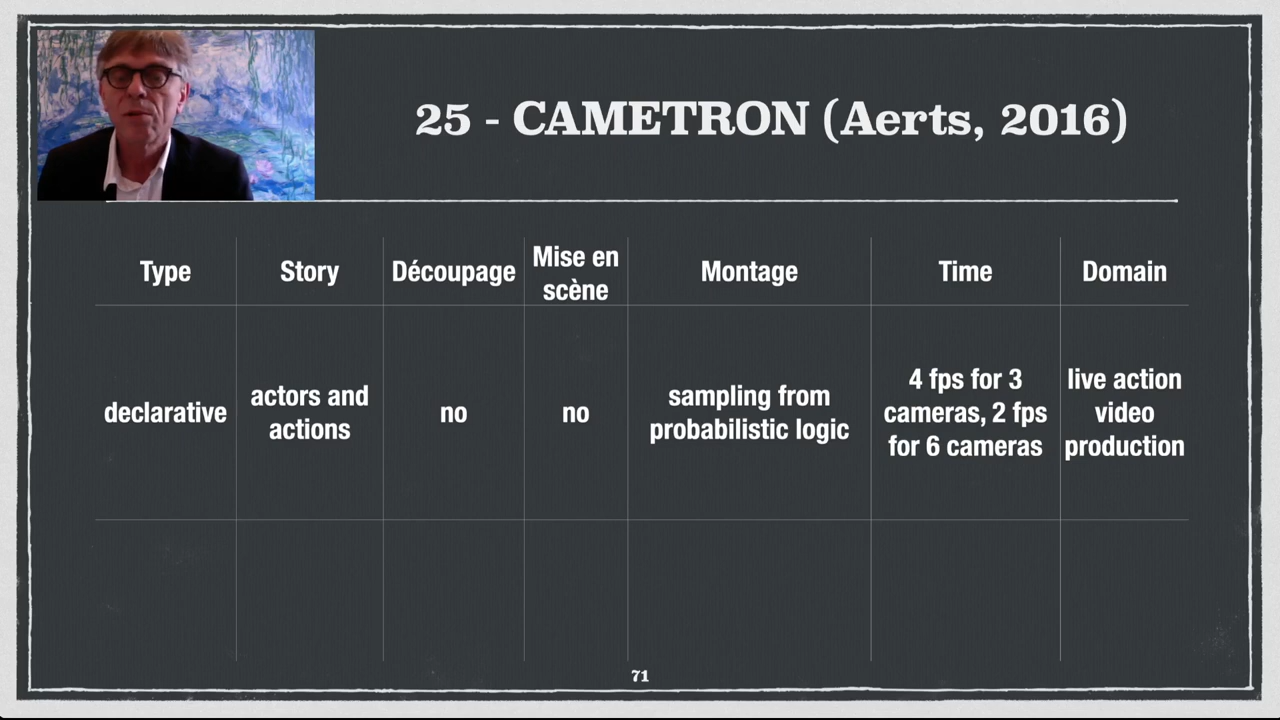 25 - CAMETRON (Aerts, 2016)
Type
Story
Découpage
Mise en
scène
Montage
Time
Domain
declarative
actors and
actions
no
no
sampling from
probabilistic logic
4 fps for 3
cameras, 2 fps
for 6 cameras
live action
video
production
71